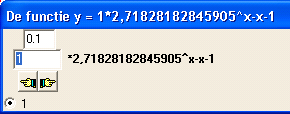 De functie y = 1*2,71828182845905^x-x-1
0.1
1 *2,71828182845905^x-x-1
1